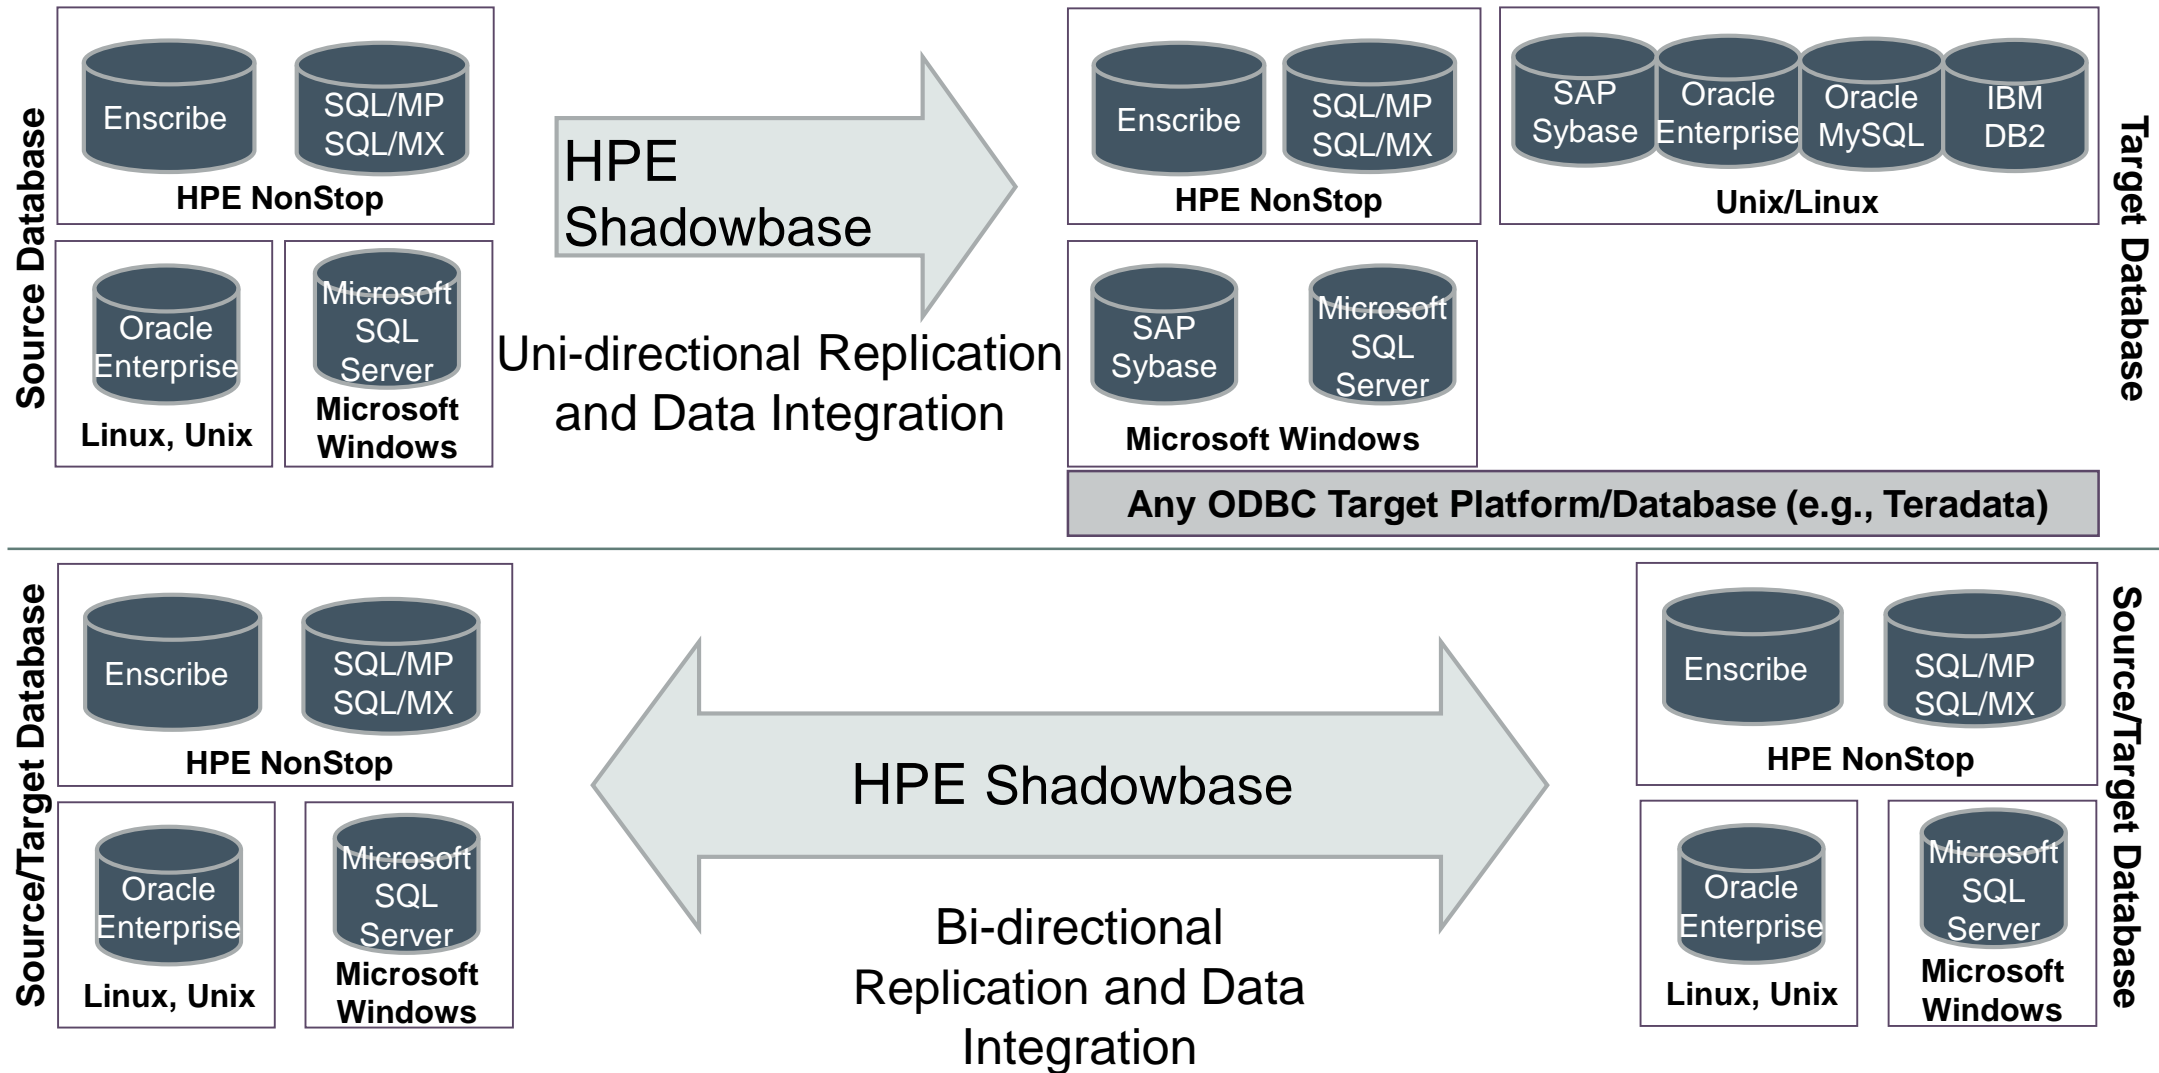 Source Database
Enscribe
SQL/MP
SQL/MX
HPE NonStop
Oracle
Enterprise
Linux, Unix
Microsoft
SQL
Server
Microsoft
Windows
HPE
Shadowbase
Uni-directional Replication
and Data Integration
Enscribe
SQL/MP
SQL/MX
HPE NonStop
SAP
Sybase
Oracle
Enterprise
Oracle
MySQL
IBM
DB2
Unix/Linux
SAP
Sybase
Microsoft
SQL
Server
Microsoft Windows
Any ODBC Target Platform/Database (e.g., Teradata)
Target Database
Source/Target Database
Enscribe
SQL/MP
SQL/MX
HPE NonStop
Oracle
Enterprise
Linux, Unix
Microsoft
SQL
Server
Microsoft
Windows
HPE Shadowbase
Bi-directional
Replication and Data
Integration
Enscribe
SQL/MP
SQL/MX
HPE NonStop
Oracle
Enterprise
Linux, Unix
Microsoft
SQL
Server
Microsoft
Windows
Source/Target Database